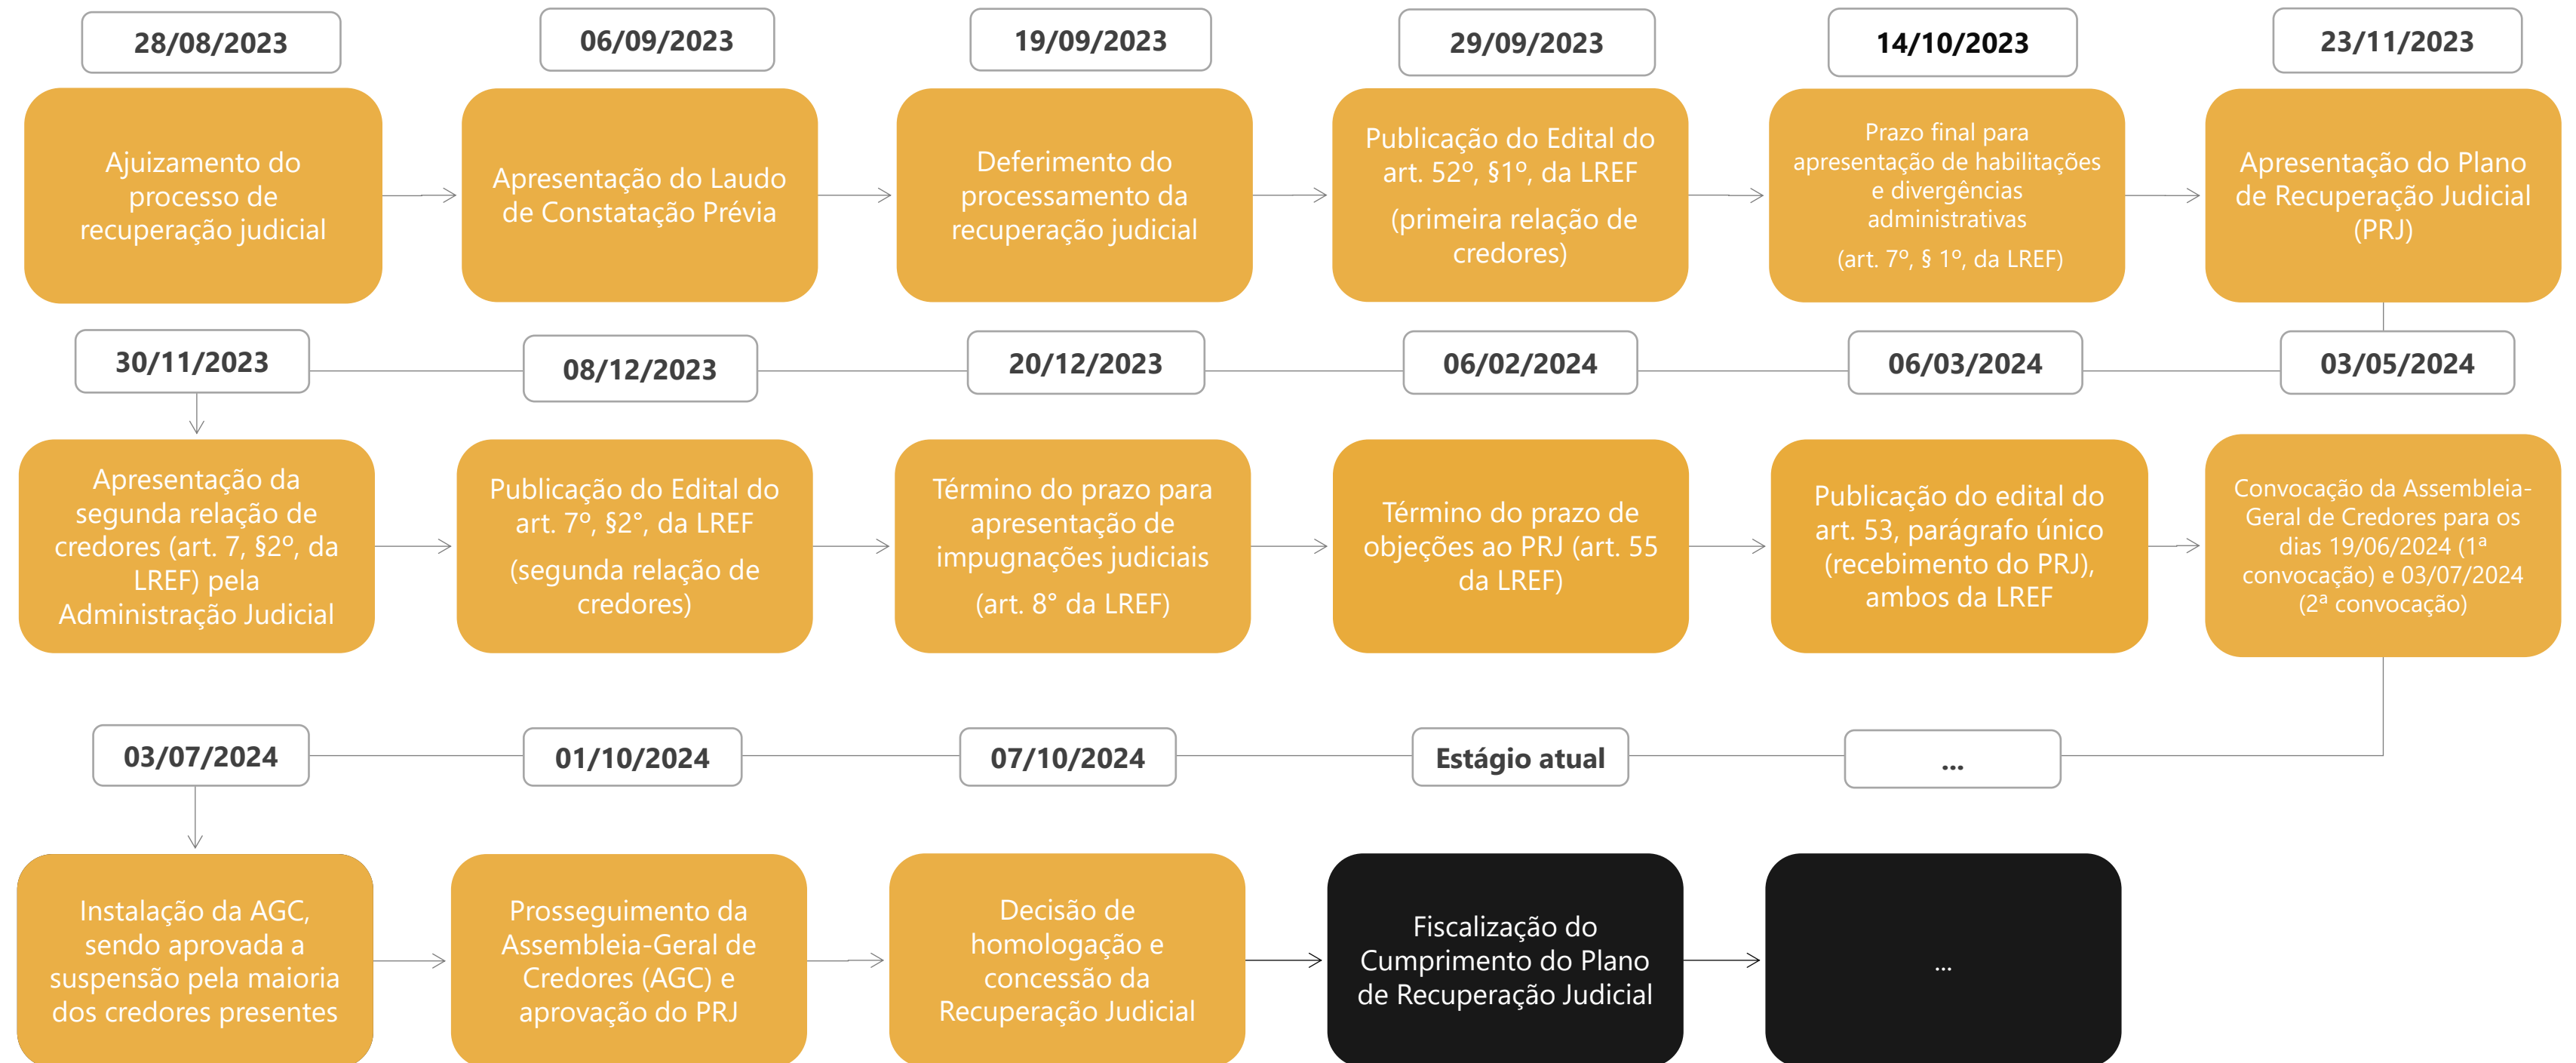 28/08/2023
06/09/2023
19/09/2023
29/09/2023
14/10/2023
23/11/2023
Ajuizamento do
processo de
recuperação judicial
Apresentação do Laudo
de Constatação Prévia
Deferimento do
processamento da
recuperação judicial
Publicação do Edital do
art. 52º, §1º, da LREF
(primeira relação de
credores)
Prazo final para
apresentação de habilitações
e divergências
administrativas
(art. 7º, § 1º, da LREF)
Apresentação do Plano
de Recuperação Judicial
(PRJ)
30/11/2023
08/12/2023
20/12/2023
06/02/2024
06/03/2024
03/05/2024
Apresentação da
segunda relação de
credores (art. 7, §2º, da
LREF) pela
Administração Judicial
Publicação do Edital do
art. 7º, §2°, da LREF
(segunda relação de
credores)
Término do prazo para
apresentação de
impugnações judiciais
(art. 8° da LREF)
Término do prazo de
objeções ao PRJ (art. 55
da LREF)
Publicação do edital do
art. 53, parágrafo único
(recebimento do PRJ),
ambos da LREF
Convocação da Assembleia-
Geral de Credores para os
dias 19/06/2024 (1ª
convocação) e 03/07/2024
(2ª convocação)
03/07/2024
01/10/2024
07/10/2024
Estágio atual
...
Instalação da AGC,
sendo aprovada a
suspensão pela maioria
dos credores presentes
Prosseguimento da
Assembleia-Geral de
Credores (AGC) e
aprovação do PRJ
Decisão de
homologação e
concessão da
Recuperação Judicial
Fiscalização do
Cumprimento do Plano
de Recuperação Judicial
...